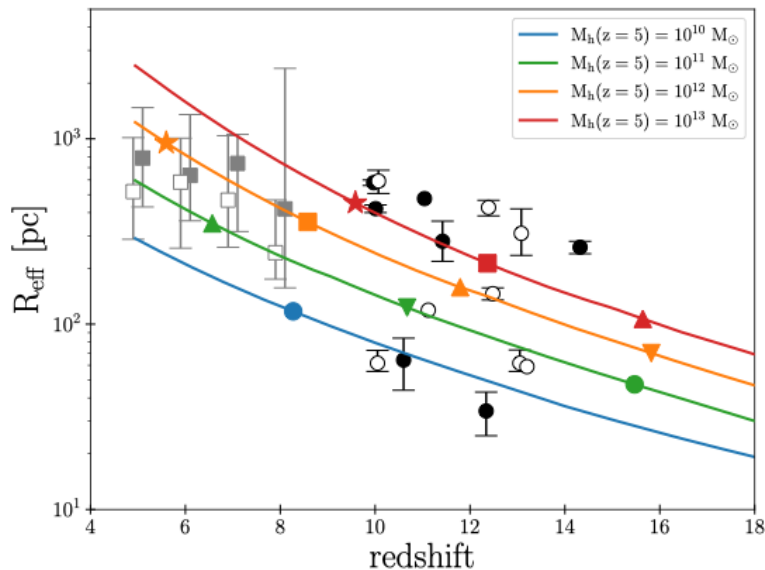 M_h(z = 5) = 10^10 M_⊙
M_h(z = 5) = 10^11 M_⊙
M_h(z = 5) = 10^12 M_⊙
M_h(z = 5) = 10^13 M_⊙
R_eff [pc]
10^3
10^2
10^1
4 6 8 10 12 14 16 18
redshift